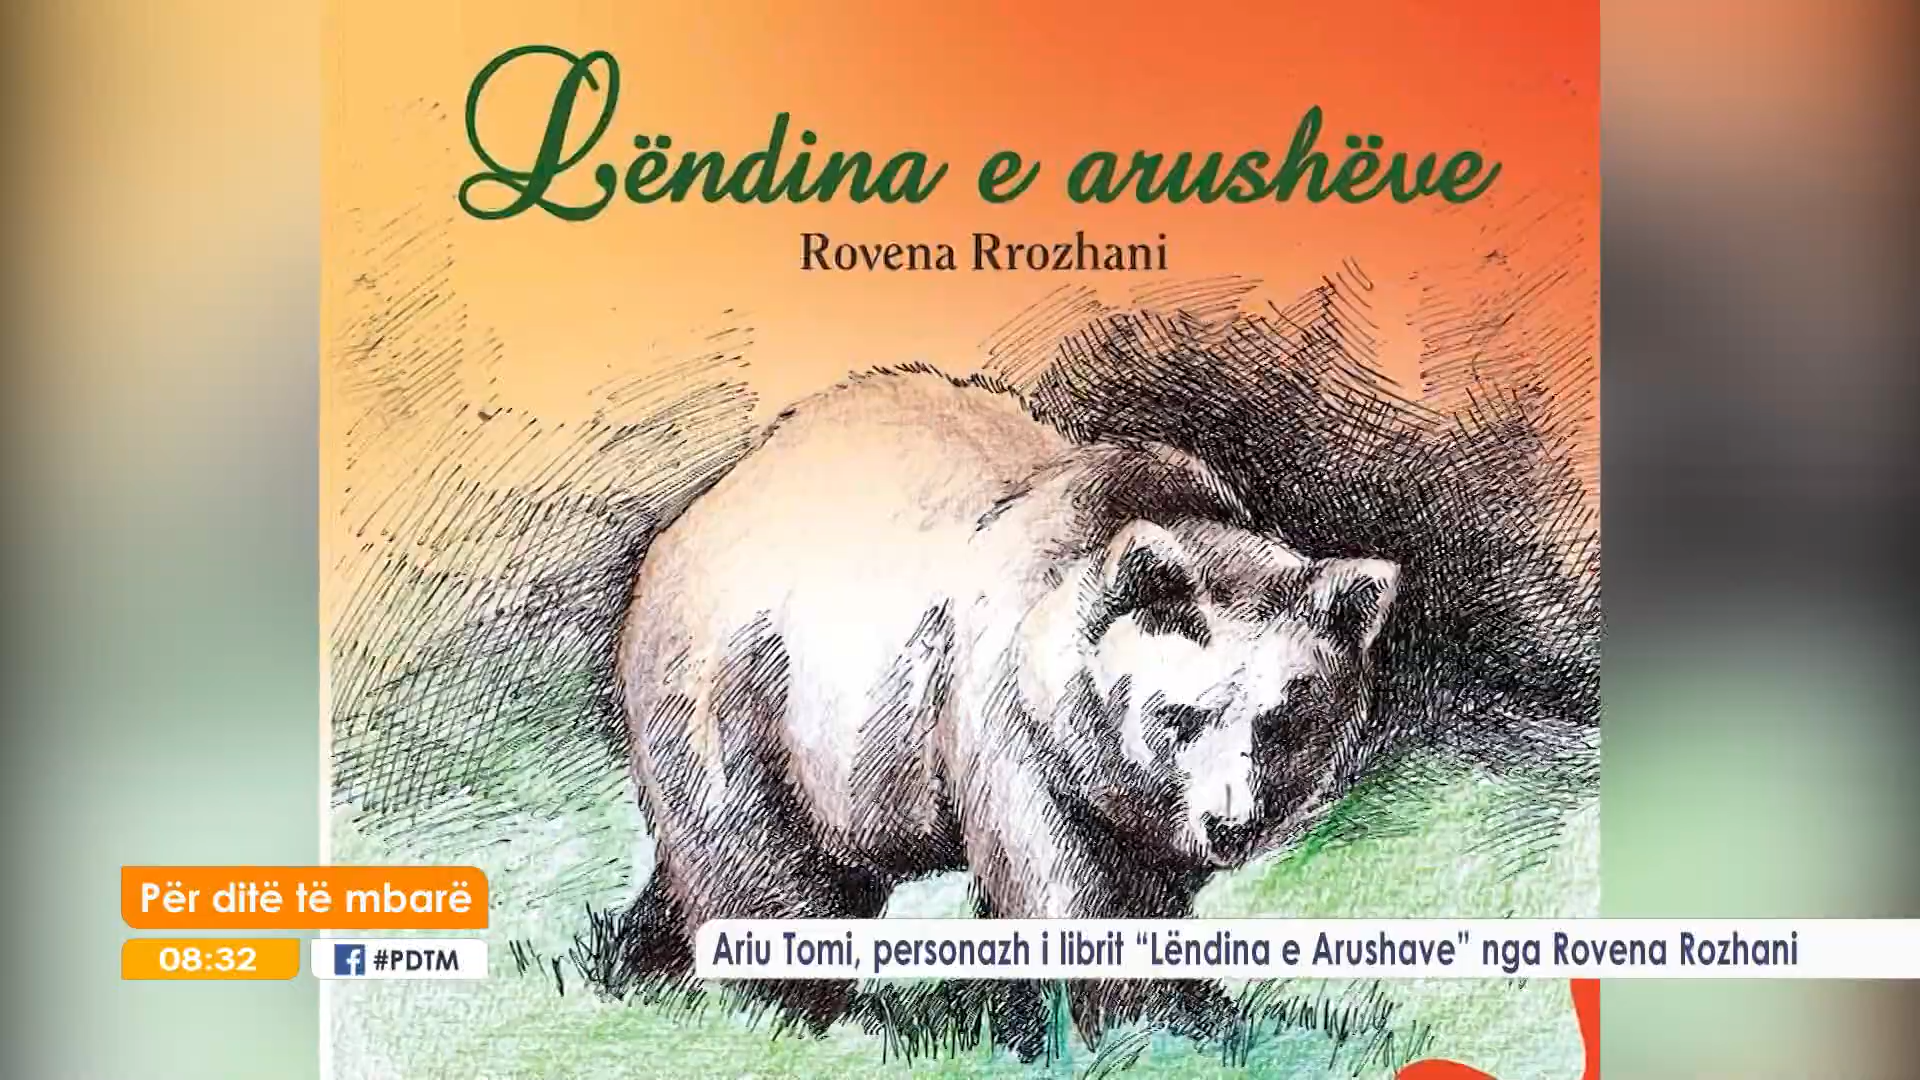 Lëndina e arushëve
Rovena Rrozhani
Për ditë të mbarë
08:32
#PDTM
Ariu Tomi, personazh i librit “Lëndina e Arushave” nga Rovena Rozhani